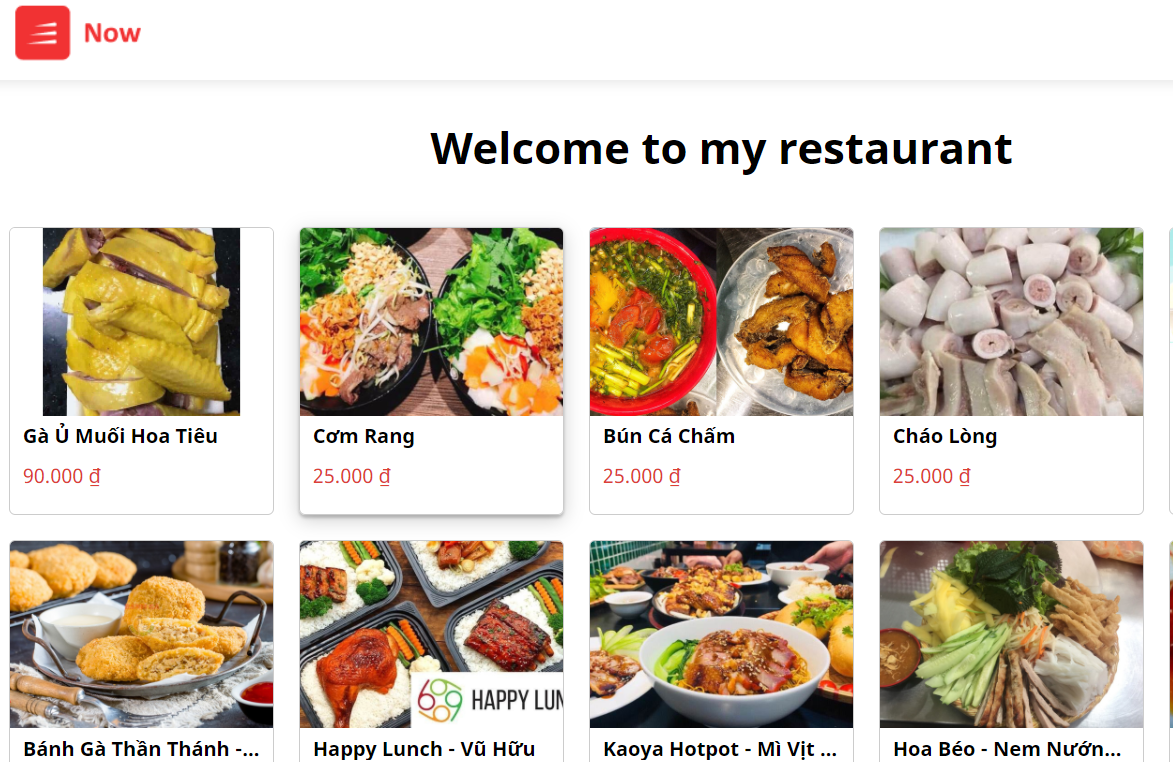 Now
Welcome to my restaurant
Gà Ủ Muối Hoa Tiêu
90.000 ₫
Cơm Rang
25.000 ₫
Bún Cá Chấm
25.000 ₫
Cháo Lòng
25.000 ₫
689 HAPPY LUN
Bánh Gà Thần Thánh -...
Happy Lunch - Vũ Hữu
Kaoya Hotpot - Mì Vịt ...
Hoa Béo - Nem Nướn...